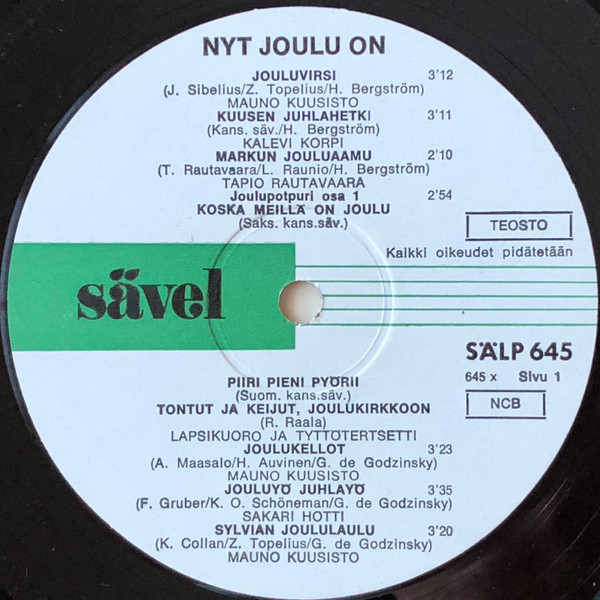 NYT JOULU ON
JOULUVIRSI 3'12
(J. Sibelius/Z. Topelius/H. Bergström)
MAUNO KUUSISTO
KUUSEN JUHLAHETKI 3'11
(Kans. säv./H. Bergström)
KALEVI KORPI
MARKUN JOULUAAMU 2'10
(T. Rautavaara/L. Raunio/H. Bergström)
TAPIO RAUTAVAARA
Joulupotpuri osa 1 2'54
KOSKA MEILLÄ ON JOULU
(Saks. kans.säv.)
TEOSTO
Kaikki oikeudet pidätetään
sävel
SÄLP 645
645 x Sivu 1
NCB
PIIRI PIENI PYÖRII
(Suom. kans.säv.)
TONTUT JA KEIJUT, JOULUKIRKKOON
(R. Raala)
LAPSIKUORO JA TYTTÖTERTSETTI
JOULUKELLOT 3'23
(A. Maasalo/H. Auvinen/G. de Godzinsky)
MAUNO KUUSISTO
JOULUYÖ JUHLAYÖ 3'35
(F. Gruber/K. O. Schöneman/G. de Godzinsky)
SAKARI HOTTI
SYLVIAN JOULULAULU 3'20
(K. Collan/Z. Topelius/G. de Godzinsky)
MAUNO KUUSISTO